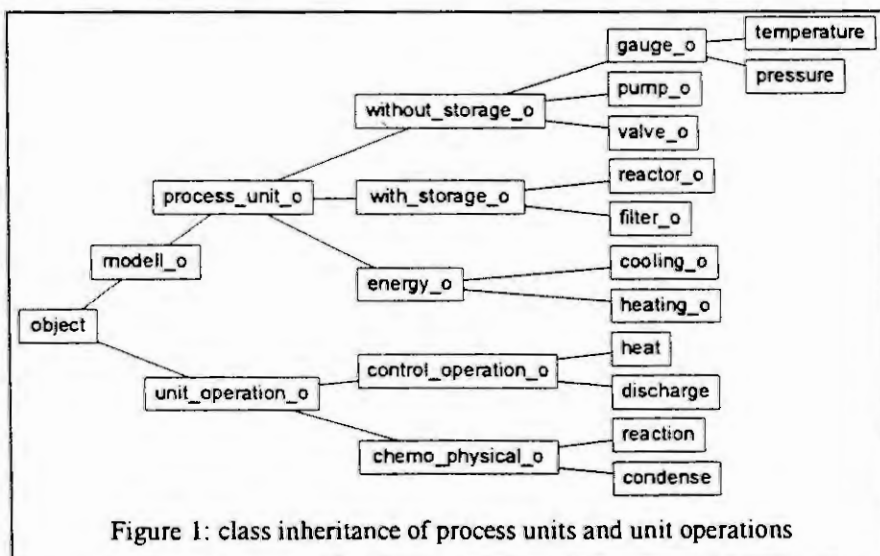 temperature
gauge_o
pressure
pump_o
without_storage_o
valve_o
reactor_o
process_unit_o
with_storage_o
filter_o
modell_o
cooling_o
energy_o
heating_o
object
heat
control_operation_o
unit_operation_o
discharge
reaction
chemo_physical_o
condense
Figure 1: class inheritance of process units and unit operations